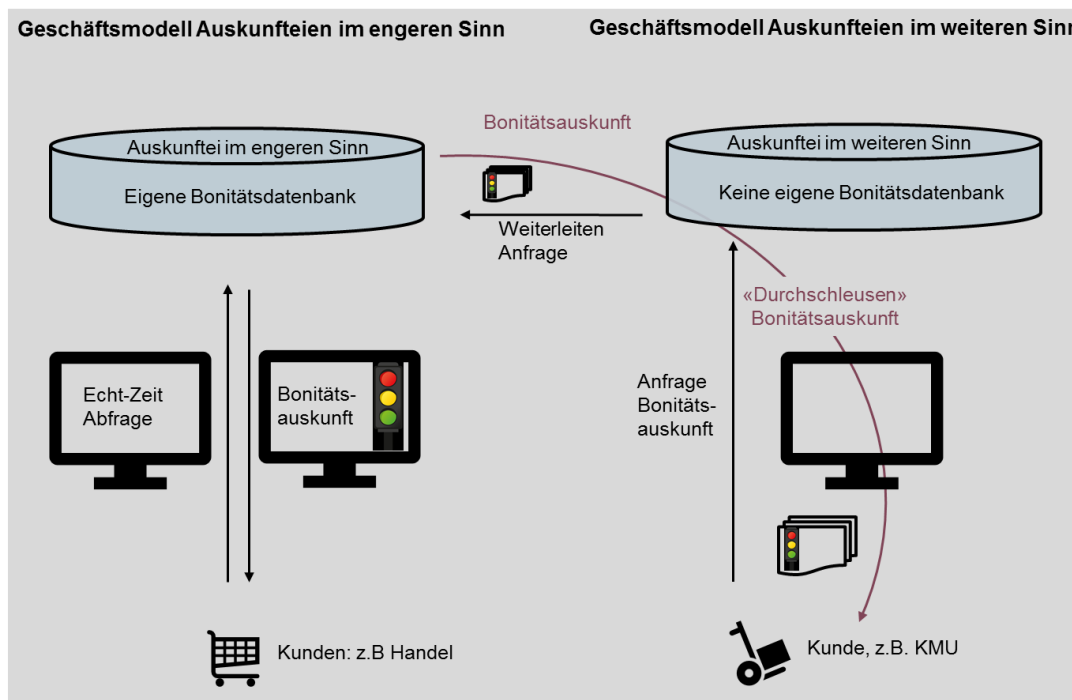 Geschäftsmodell Auskunfteien im engeren Sinn
Geschäftsmodell Auskunfteien im weiteren Sinn
Bonitätsauskunft
Auskunftei im engeren Sinn
Eigene Bonitätsdatenbank
Auskunftei im weiteren Sinn
Keine eigene Bonitätsdatenbank
Weiterleiten
Anfrage
«Durchschleusen»
Bonitätsauskunft
Echt-Zeit
Abfrage
Bonitäts-
auskunft
Anfrage
Bonitäts-
auskunft
Kunden: z.B Handel
Kunde, z.B. KMU